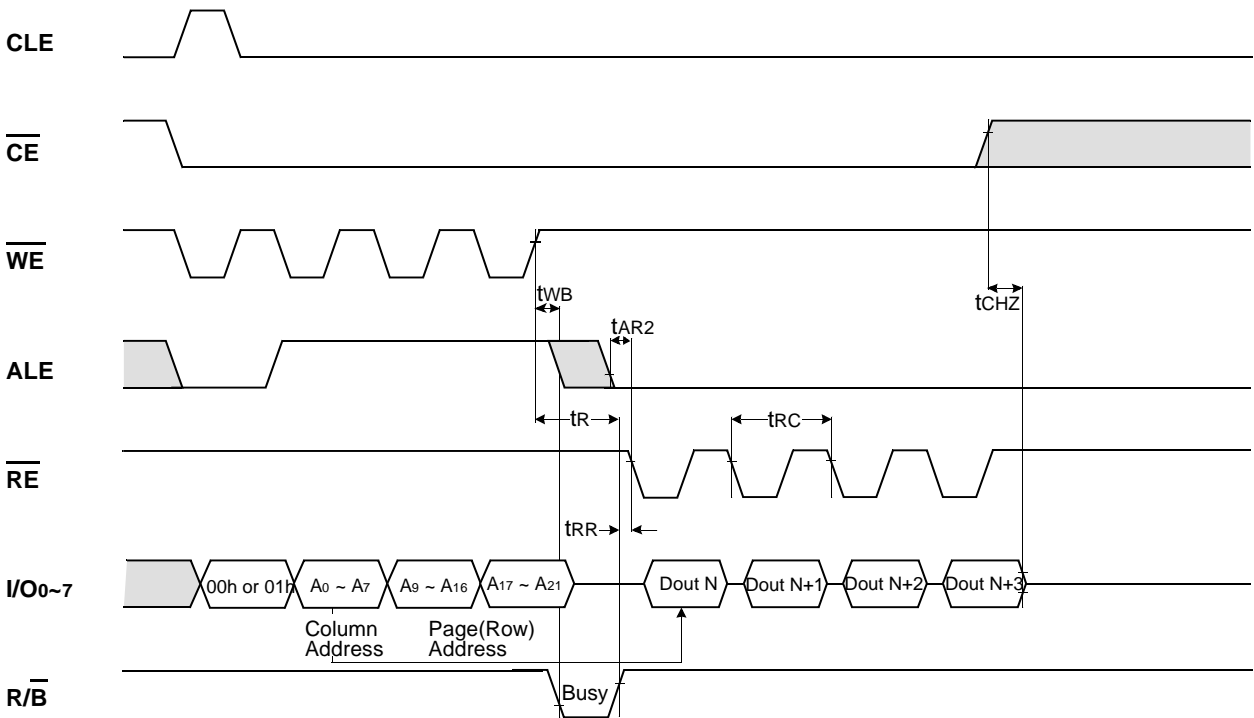 CLE
CE
WE
tWB
tCHZ
tAR2
ALE
tR
tRC
RE
tRR
I/O0~7
00h or 01h
A0 ~ A7
A9 ~ A16
A17 ~ A21
Dout N
Dout N+1
Dout N+2
Dout N+3
Column
Address
Page(Row)
Address
R/B
Busy